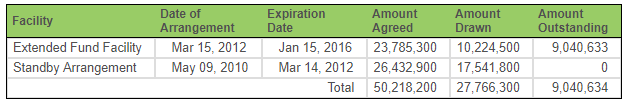 Facility Date of Arrangement Expiration Date Amount Agreed Amount Drawn Amount Outstanding
Extended Fund Facility Mar 15, 2012 Jan 15, 2016 23,785,300 10,224,500 9,040,633
Standby Arrangement May 09, 2010 Mar 14, 2012 26,432,900 17,541,800 0
Total 50,218,200 27,766,300 9,040,634